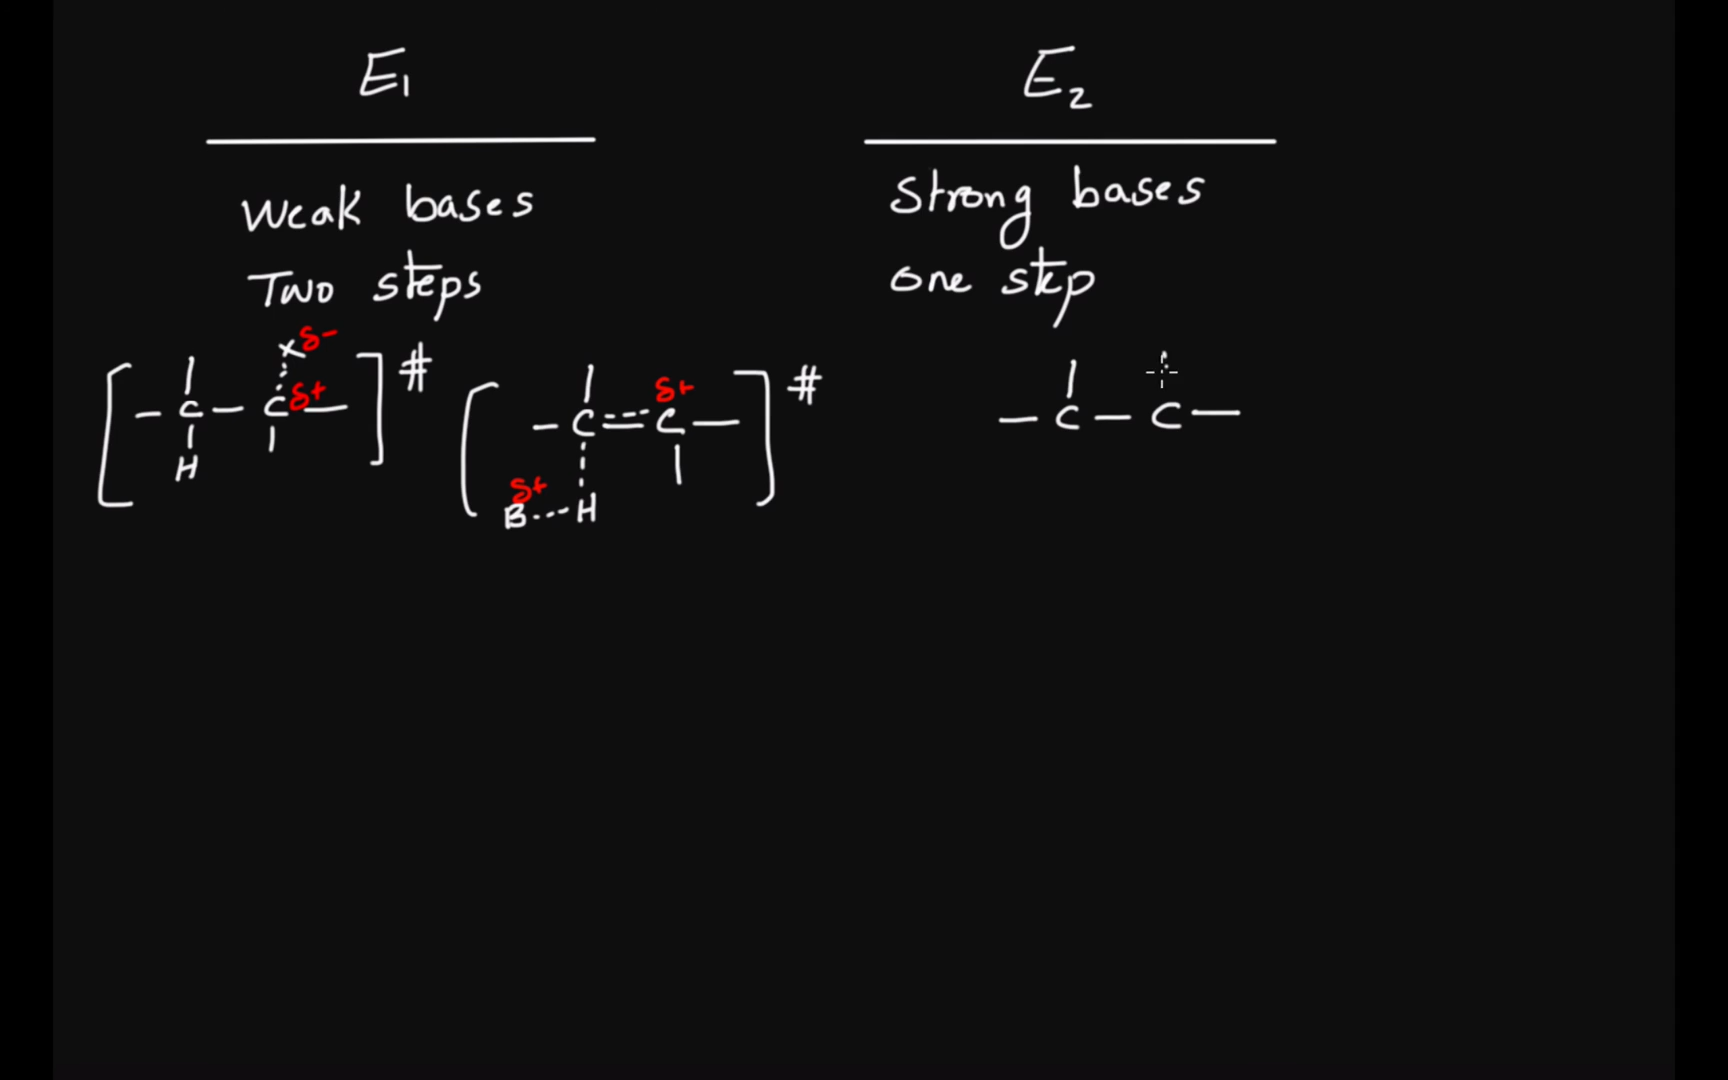 E1
E2
Weak bases
Strong bases
Two steps
one step
X δ-
- C - C δ+ -
H
#
- C = C δ+ -
δ+
B --- H
#
- C - C -